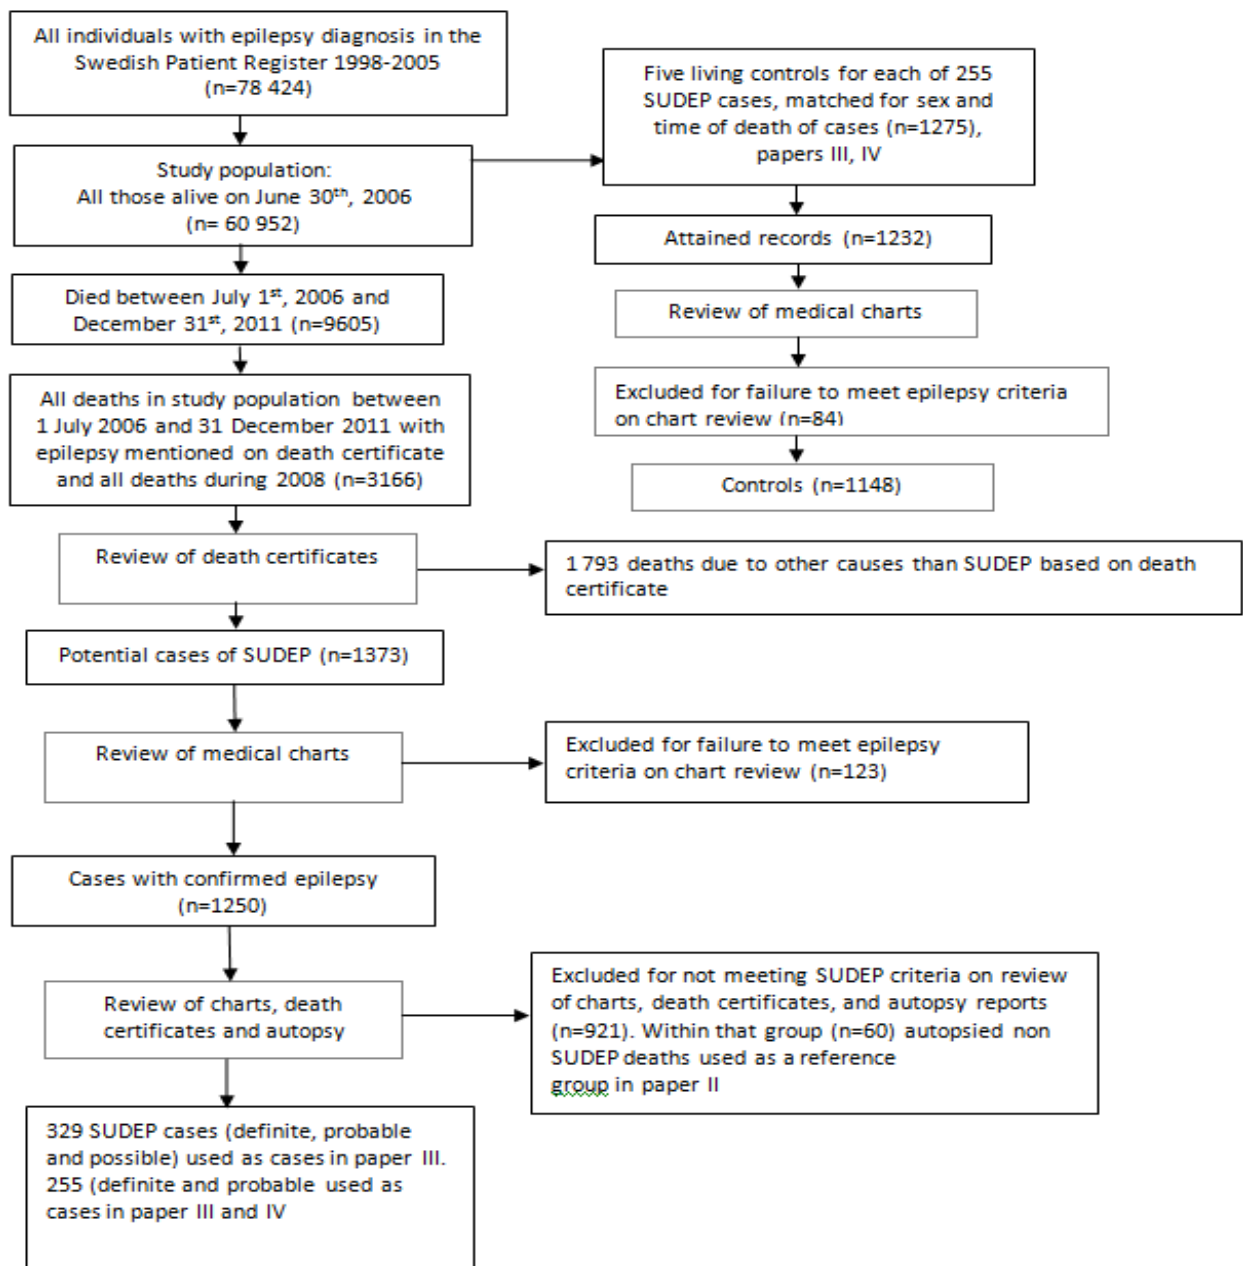 All individuals with epilepsy diagnosis in the
Swedish Patient Register 1998-2005
(n=78 424)
Study population:
All those alive on June 30th, 2006
(n= 60 952)
Died between July 1st, 2006 and
December 31st, 2011 (n=9605)
All deaths in study population between
1 July 2006 and 31 December 2011 with
epilepsy mentioned on death certificate
and all deaths during 2008 (n=3166)
Review of death certificates
Potential cases of SUDEP (n=1373)
Review of medical charts
Cases with confirmed epilepsy
(n=1250)
Review of charts, death
certificates and autopsy
329 SUDEP cases (definite, probable
and possible) used as cases in paper III.
255 (definite and probable used as
cases in paper III and IV
Five living controls for each of 255
SUDEP cases, matched for sex and
time of death of cases (n=1275),
papers III, IV
Attained records (n=1232)
Review of medical charts
Excluded for failure to meet epilepsy criteria
on chart review (n=84)
Controls (n=1148)
1 793 deaths due to other causes than SUDEP based on death
certificate
Excluded for failure to meet epilepsy
criteria on chart review (n=123)
Excluded for not meeting SUDEP criteria on review
of charts, death certificates, and autopsy reports
(n=921). Within that group (n=60) autopsied non
SUDEP deaths used as a reference
group in paper II